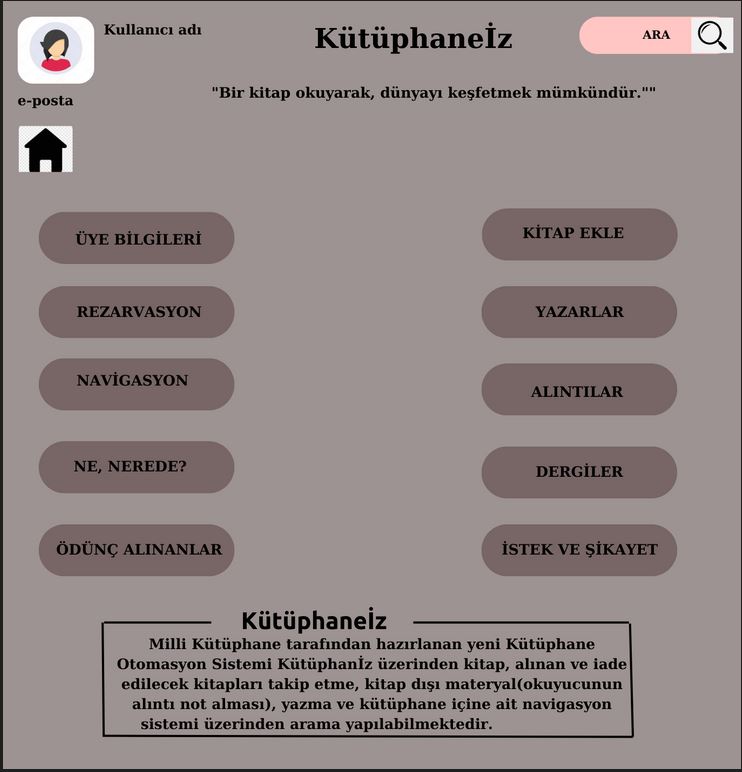 Kullanıcı adı
Kütüphaneİz
ARA
e-posta
"Bir kitap okuyarak, dünyayı keşfetmek mümkündür.""
ÜYE BİLGİLERİ
KİTAP EKLE
REZARVASYON
YAZARLAR
NAVİGASYON
ALINTILAR
NE, NEREDE?
DERGİLER
ÖDÜNÇ ALINANLAR
İSTEK VE ŞİKAYET
Kütüphaneİz
Milli Kütüphane tarafından hazırlanan yeni Kütüphane
Otomasyon Sistemi Kütüphanİz üzerinden kitap, alınan ve iade
edilecek kitapları takip etme, kitap dışı materyal(okuyucunun
alıntı not alması), yazma ve kütüphane içine ait navigasyon
sistemi üzerinden arama yapılabilmektedir.